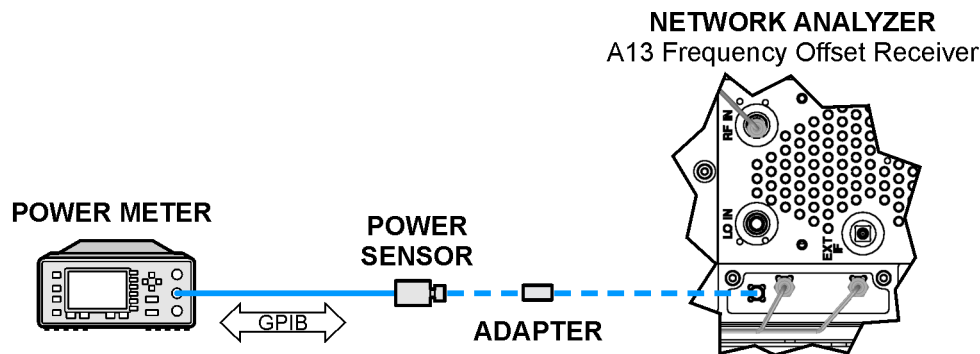 NETWORK ANALYZER
A13 Frequency Offset Receiver
RF IN
LO IN
EXT
IF
POWER METER
POWER
SENSOR
GPIB
ADAPTER